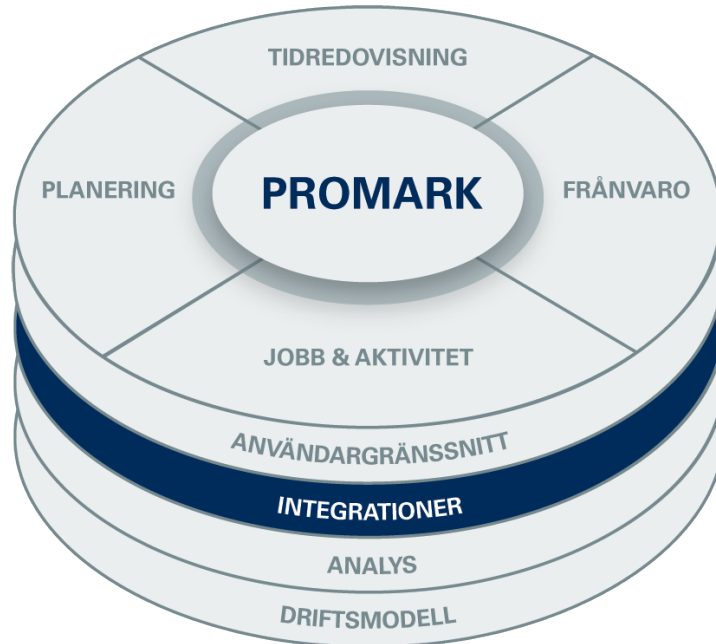 TIDREDOVISNING
PLANERING
PROMARK
FRÅNVARO
JOBB & AKTIVITET
ANVÄNDARGRÄNSSNITT
INTEGRATIONER
ANALYS
DRIFTSMODELL